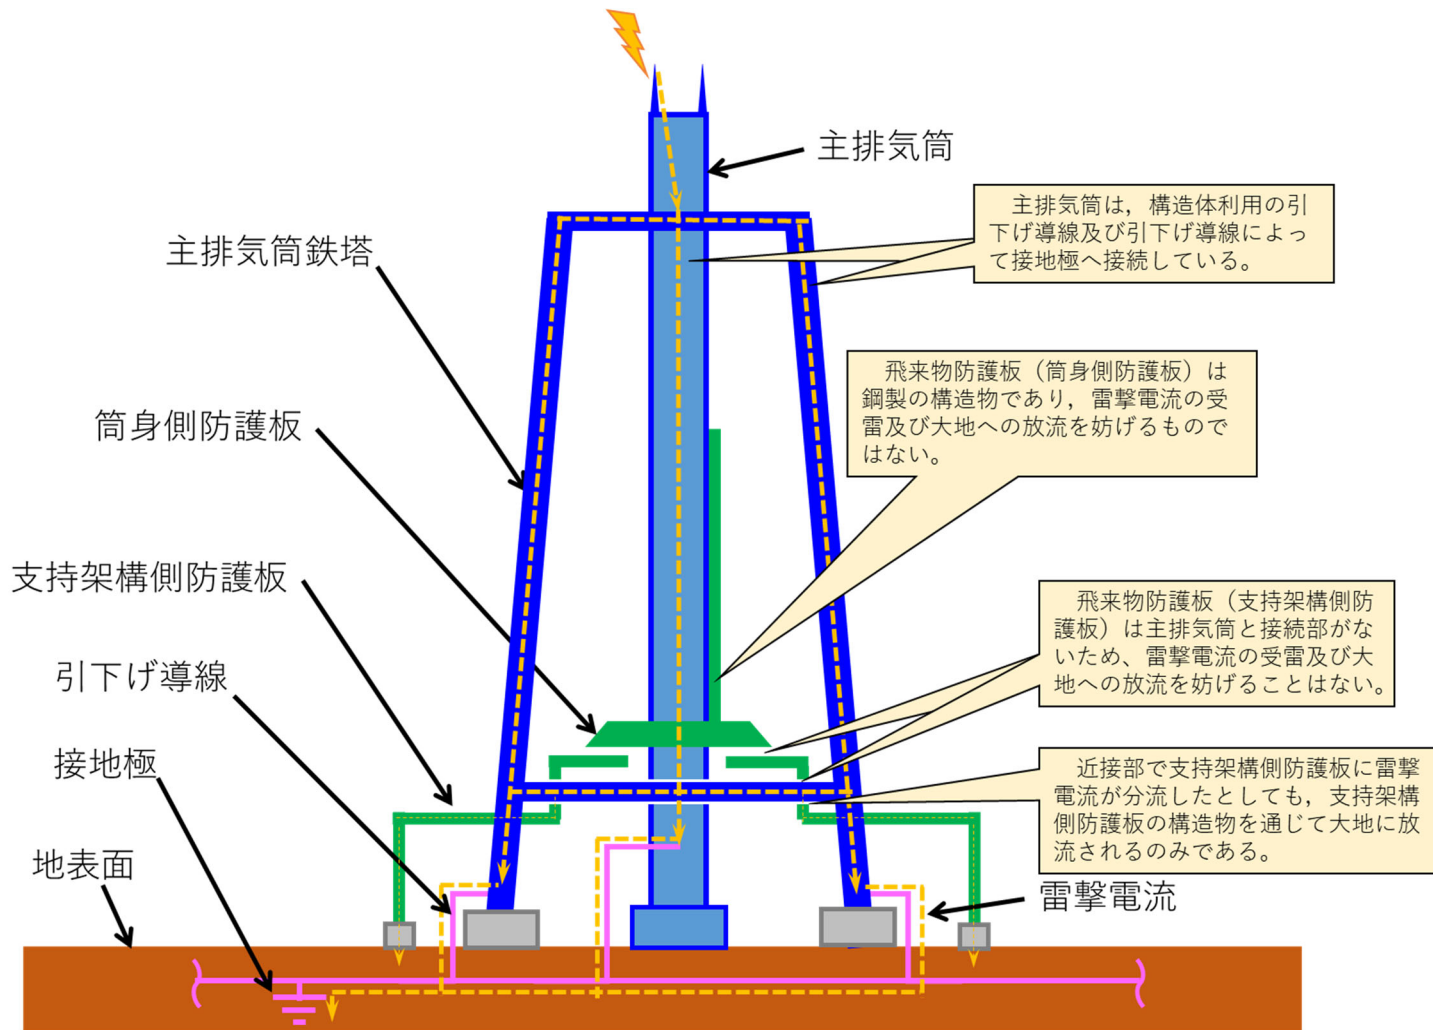 主排気筒
主排気筒は，構造体利用の引
下げ導線及び引下げ導線によっ
て接地極へ接続している。
主排気筒鉄塔
飛来物防護板（筒身側防護板）は
鋼製の構造物であり，雷撃電流の受
雷及び大地への放流を妨げるもので
はない。
筒身側防護板
支持架構側防護板
飛来物防護板（支持架構側防
護板）は主排気筒と接続部がな
いため、雷撃電流の受雷及び大
地への放流を妨げることはない。
引下げ導線
接地極
近接部で支持架構側防護板に雷撃
電流が分流したとしても，支持架構
側防護板の構造物を通じて大地に放
流されるのみである。
地表面
雷撃電流